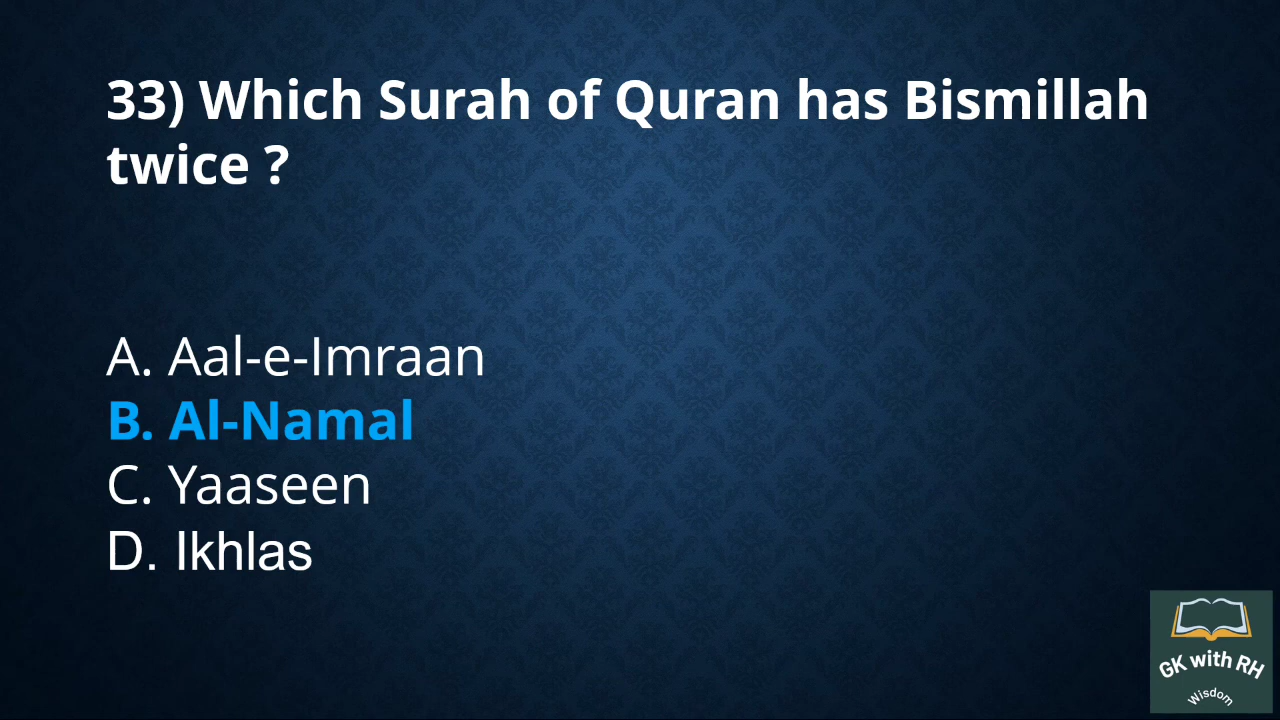 33) Which Surah of Quran has Bismillah
twice ?
A. Aal-e-Imraan
B. Al-Namal
C. Yaaseen
D. Ikhlas
GK with RH
Wisdom